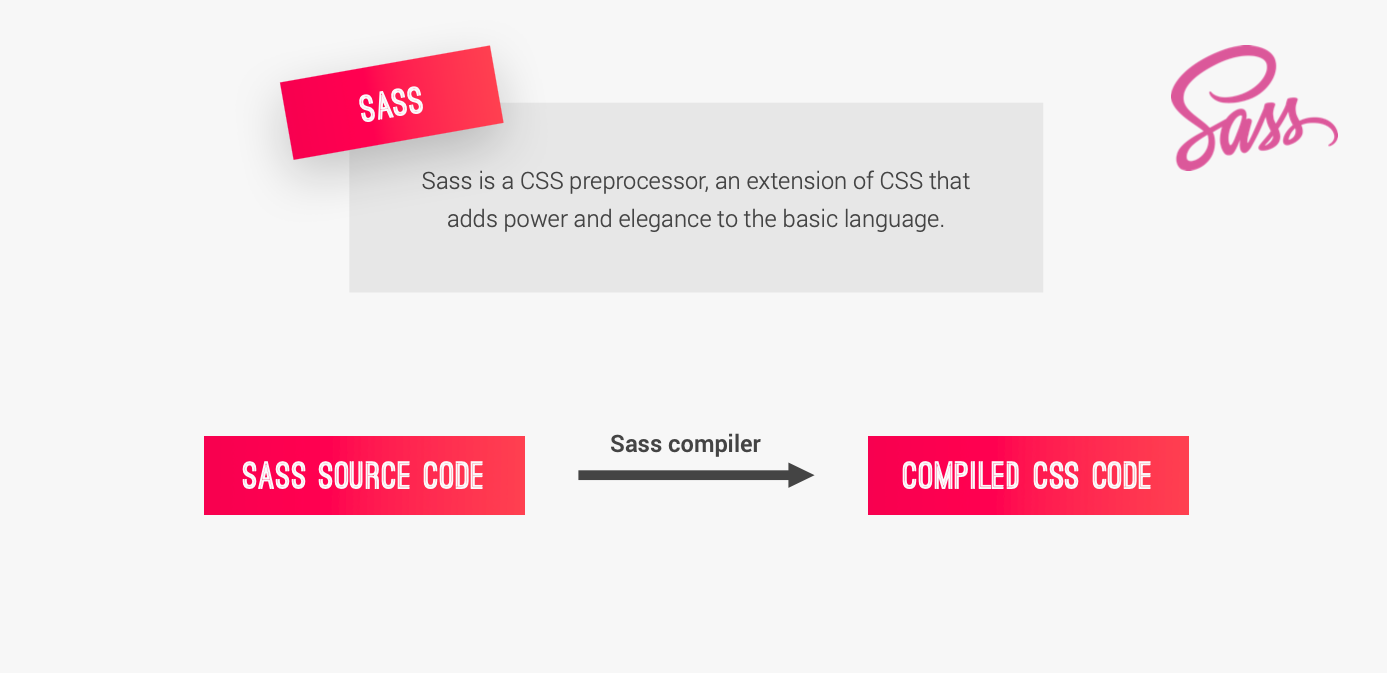 SASS
Sass
Sass is a CSS preprocessor, an extension of CSS that
adds power and elegance to the basic language.
Sass compiler
SASS SOURCE CODE
COMPILED CSS CODE